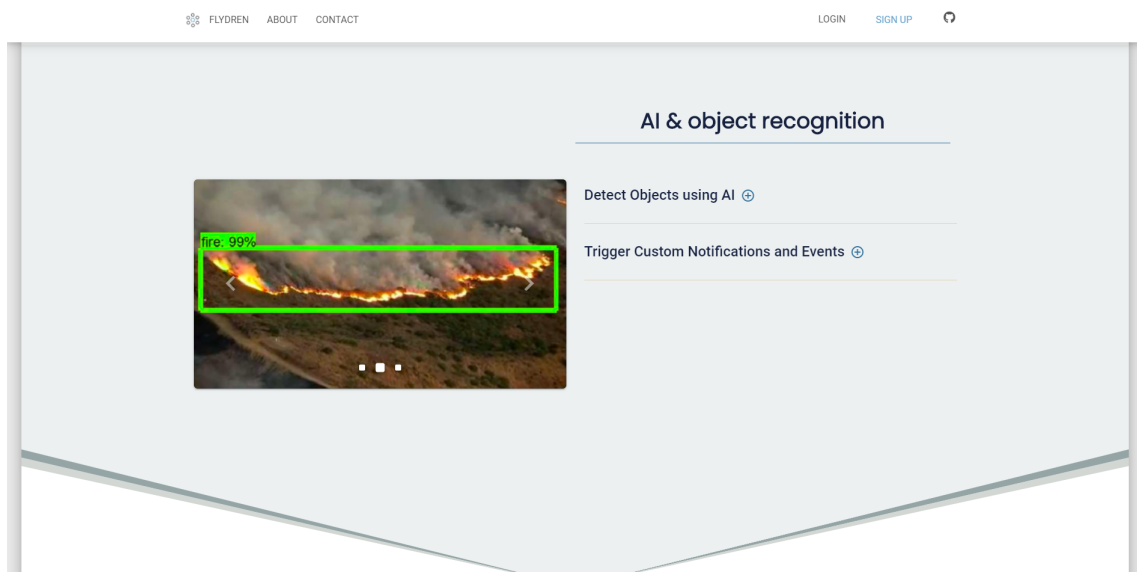 FLYDREN ABOUT CONTACT LOGIN SIGN UP
AI & object recognition
fire: 99%
Detect Objects using AI
Trigger Custom Notifications and Events